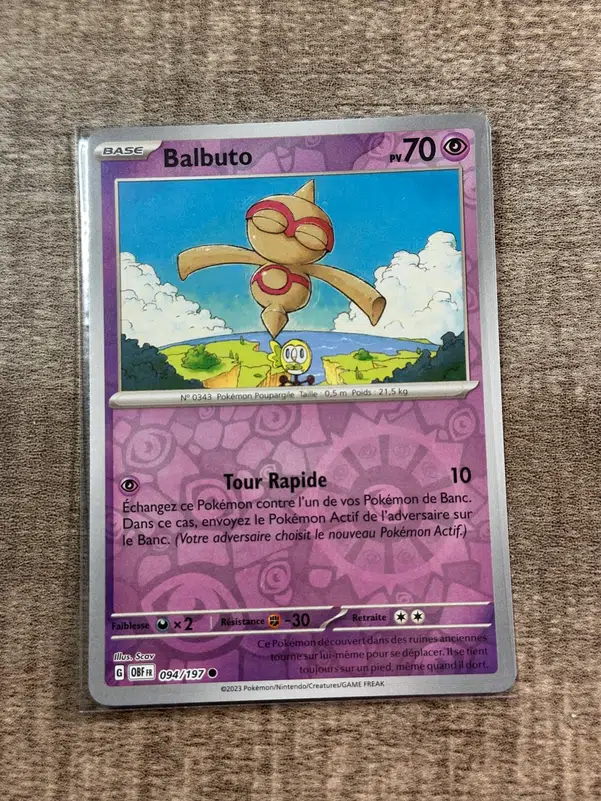 BASE Balbuto PV 70
N° 0343 Pokémon Poupargile Taille : 0,5 m Poids : 21,5 kg
Tour Rapide 10
Échangez ce Pokémon contre l'un de vos Pokémon de Banc.
Dans ce cas, envoyez le Pokémon Actif de l'adversaire sur
le Banc. (Votre adversaire choisit le nouveau Pokémon Actif.)
Faiblesse ×2 Résistance -30 Retraite
Ce Pokémon découvert dans des ruines anciennes
tourne sur lui-même pour se déplacer. Il se tient
toujours sur un pied, même quand il dort.
Illus. Scav
G OBF FR 094/197
©2023 Pokémon/Nintendo/Creatures/GAME FREAK